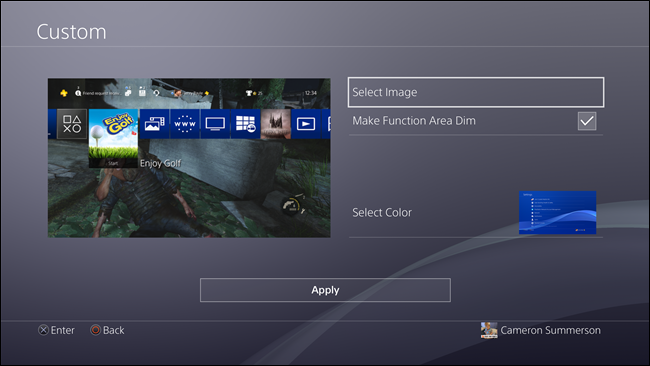 Custom
12:34
www
Enjoy Golf
Start
Enjoy Golf
Select Image
Make Function Area Dim
Select Color
Apply
Enter
Back
Cameron Summerson